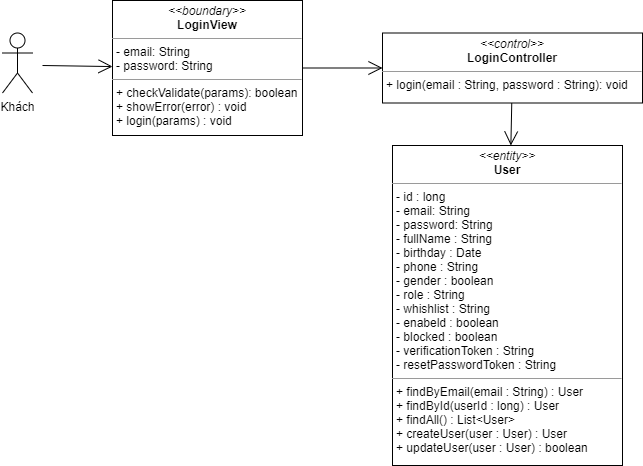 <<boundary>>
LoginView
- email: String
- password: String
+ checkValidate(params): boolean
+ showError(error) : void
+ login(params) : void
Khách
<<control>>
LoginController
+ login(email : String, password : String): void
<<entity>>
User
- id : long
- email: String
- password: String
- fullName : String
- birthday : Date
- phone : String
- gender : boolean
- role : String
- whishlist : String
- enabeld : boolean
- blocked : boolean
- verificationToken : String
- resetPasswordToken : String
+ findByEmail(email : String) : User
+ findById(userId : long) : User
+ findAll() : List<User>
+ createUser(user : User) : User
+ updateUser(user : User) : boolean